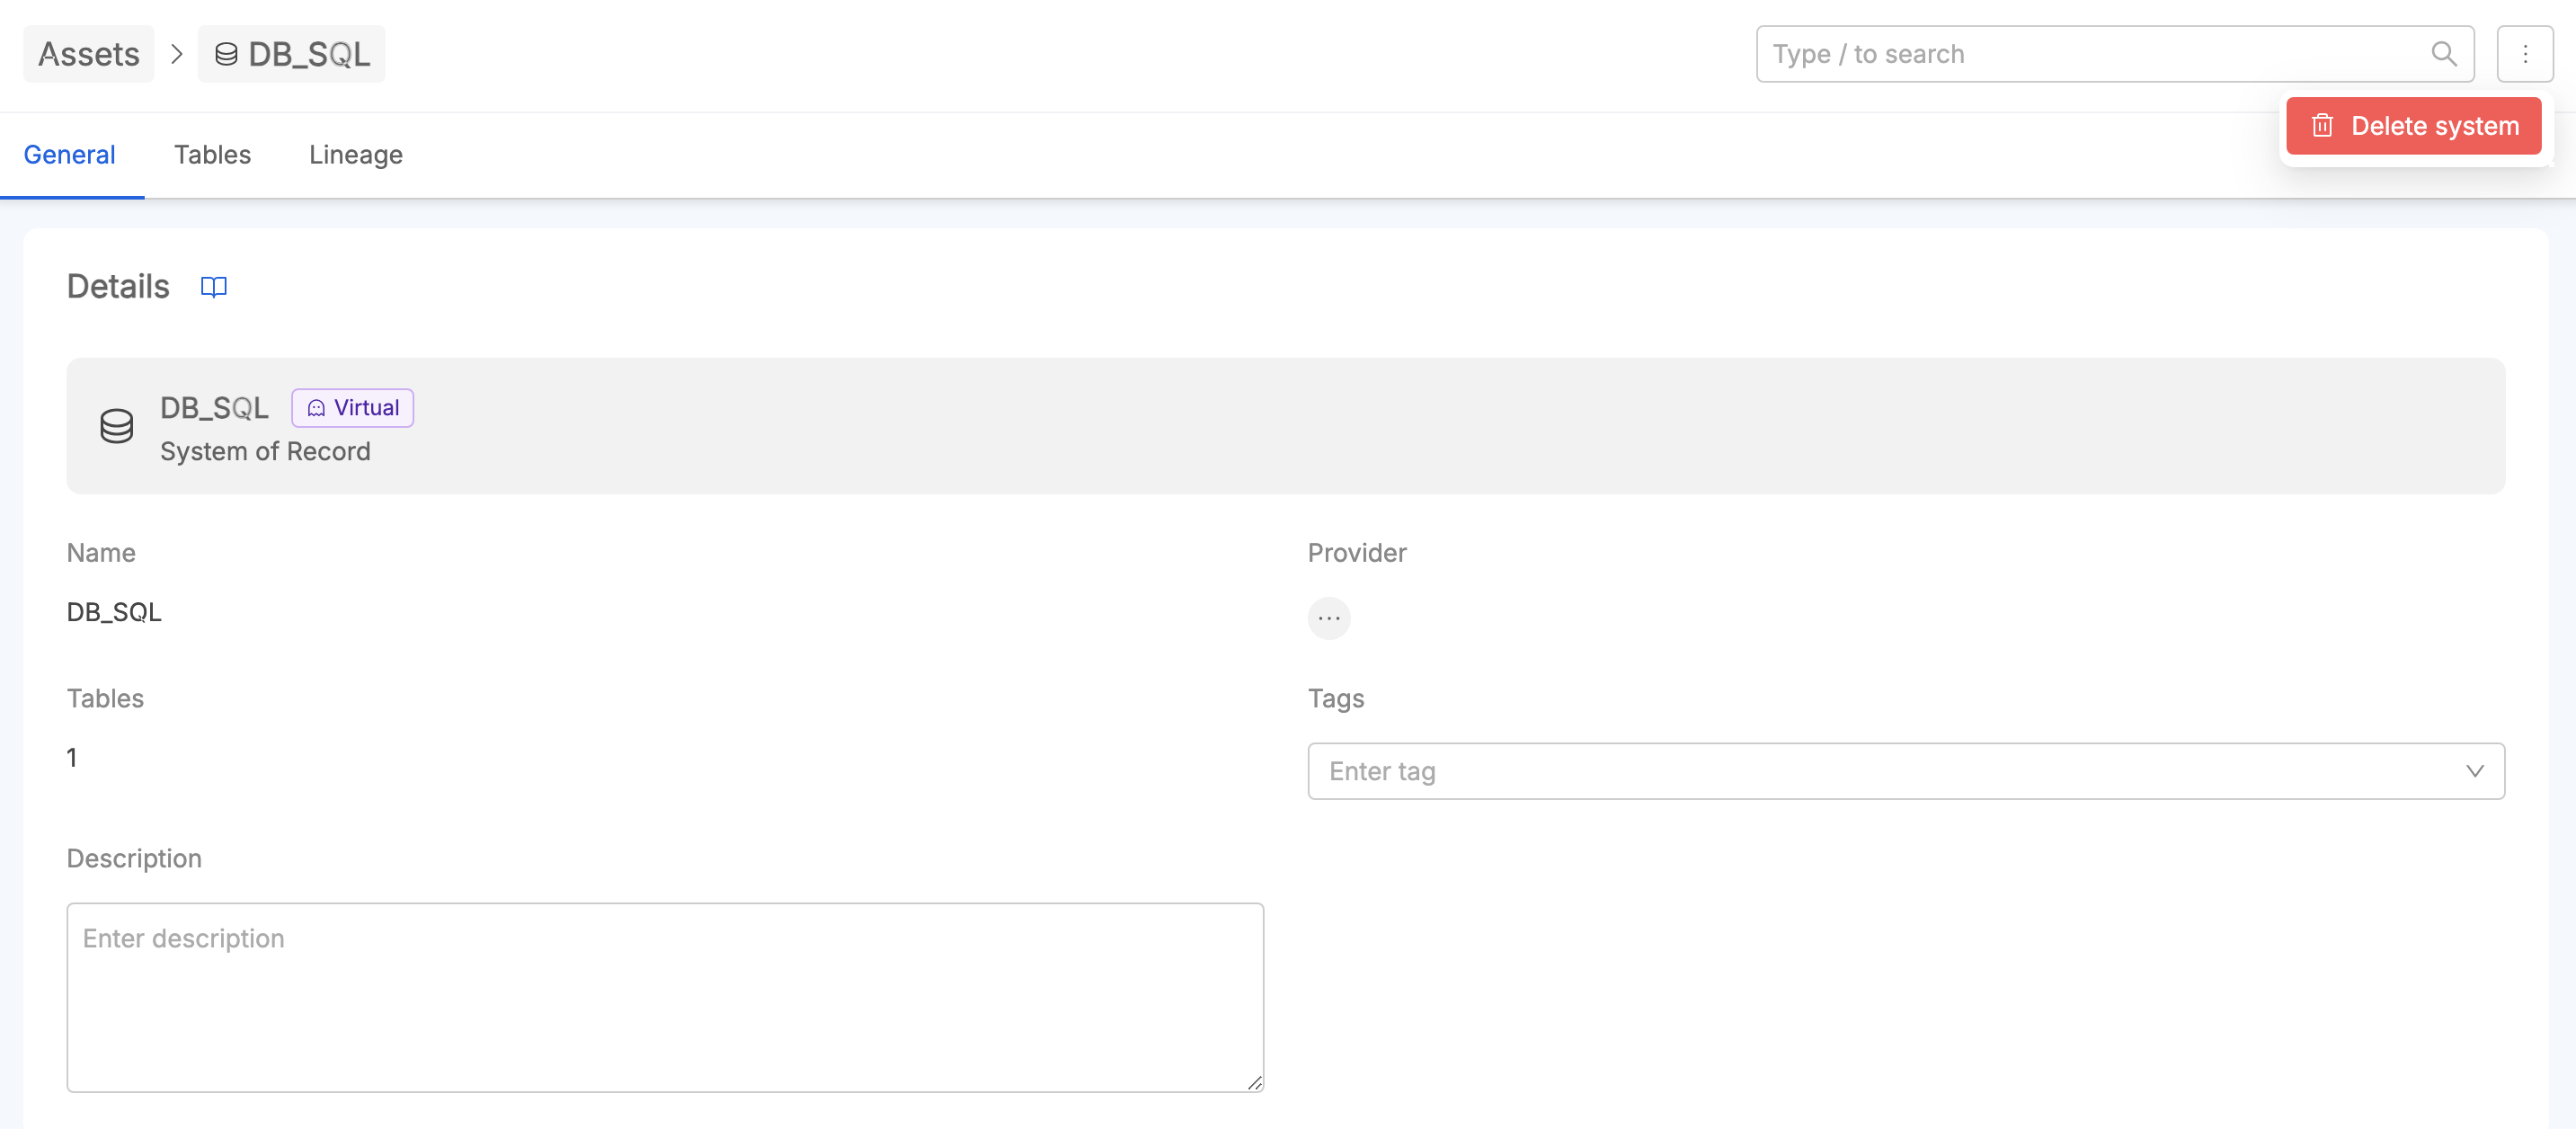 Assets > DB_SQL
Type / to search
Delete system
General Tables Lineage
Details
DB_SQL Virtual
System of Record
Name
DB_SQL
Provider
...
Tables
1
Tags
Enter tag
Description
Enter description